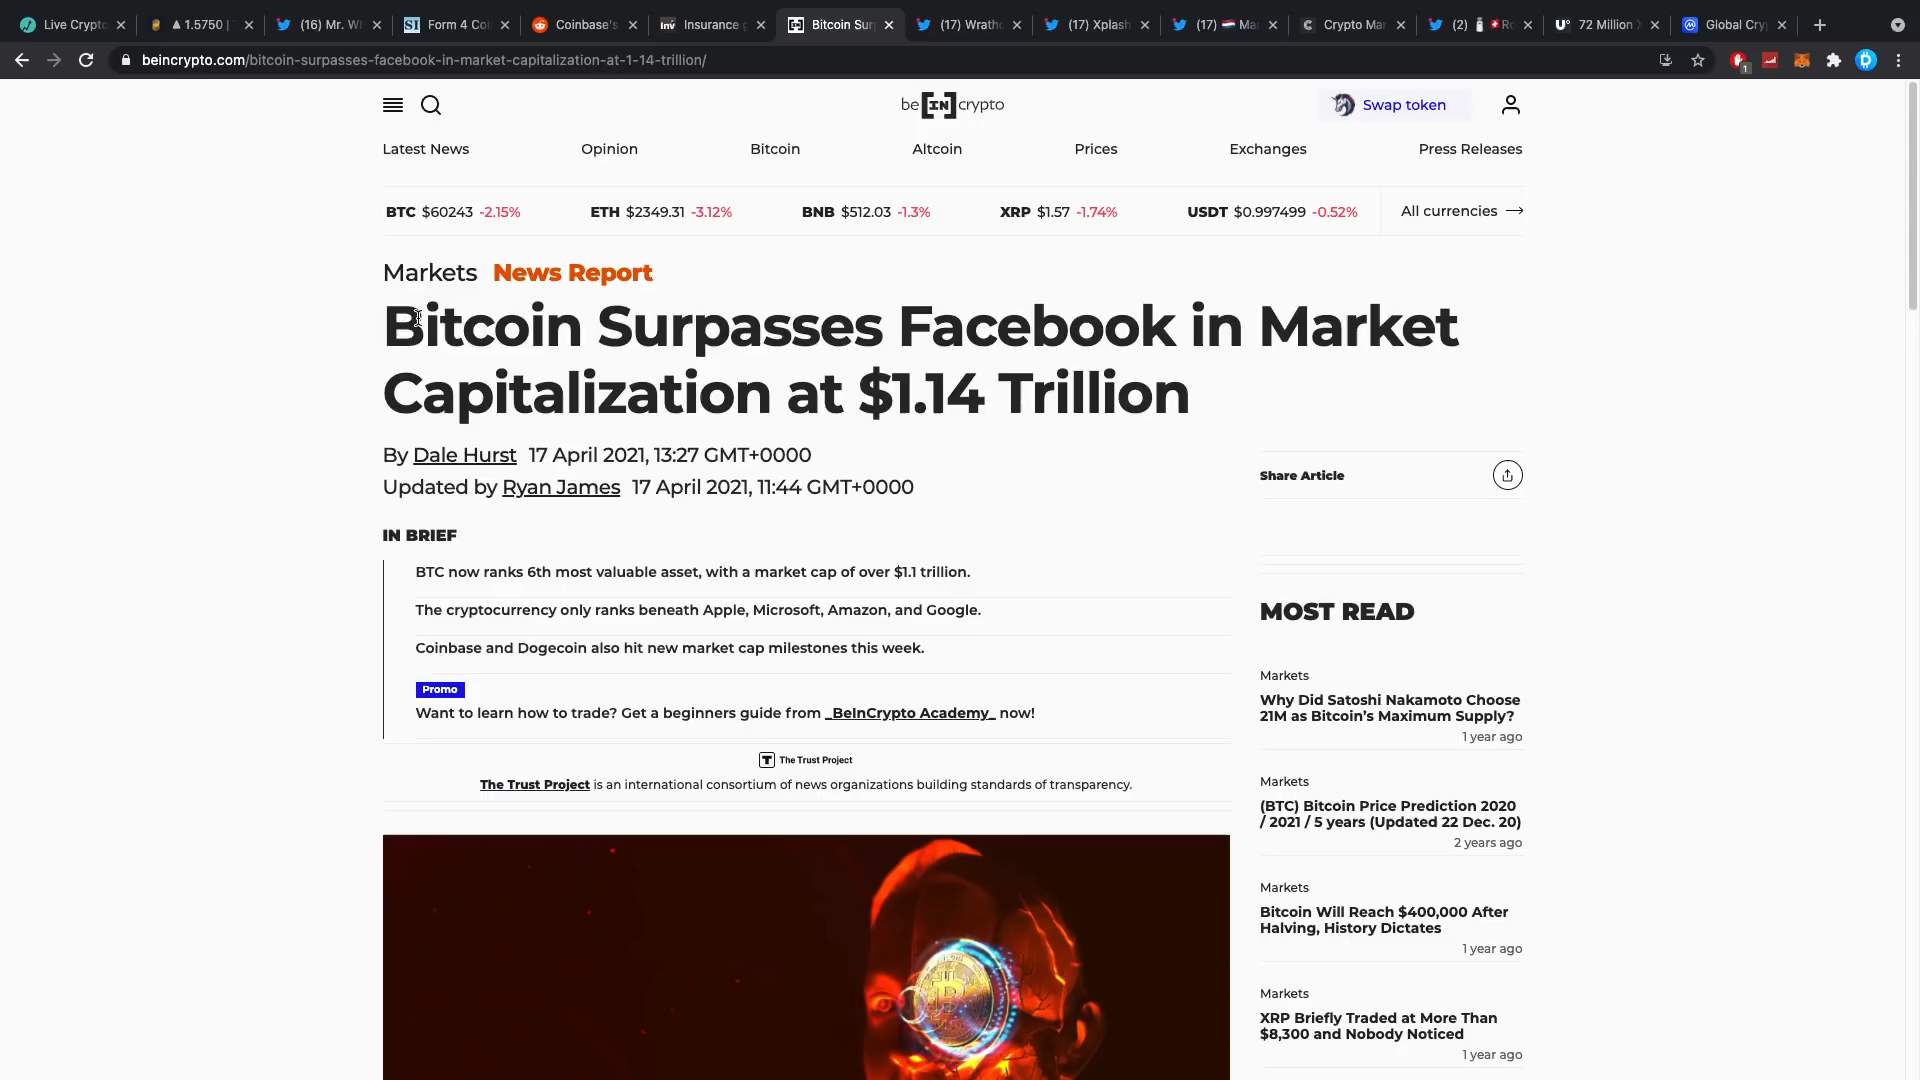 Live Crypto
1.5750 |
(16) Mr. W
Form 4 Coi
Coinbase's
Insurance
Bitcoin Sur
(17) Wrath
(17) Xplash
(17)
Crypto Mar
(2)
72 Million
Global Cry
beincrypto.com/bitcoin-surpasses-facebook-in-market-capitalization-at-1-14-trillion/
1
be[IN]crypto
Swap token
Latest News
Opinion
Bitcoin
Altcoin
Prices
Exchanges
Press Releases
BTC $60243 -2.15%
ETH $2349.31 -3.12%
BNB $512.03 -1.3%
XRP $1.57 -1.74%
USDT $0.997499 -0.52%
All currencies
Markets News Report
Bitcoin Surpasses Facebook in Market
Capitalization at $1.14 Trillion
By Dale Hurst 17 April 2021, 13:27 GMT+0000
Updated by Ryan James 17 April 2021, 11:44 GMT+0000
Share Article
IN BRIEF
BTC now ranks 6th most valuable asset, with a market cap of over $1.1 trillion.
The cryptocurrency only ranks beneath Apple, Microsoft, Amazon, and Google.
Coinbase and Dogecoin also hit new market cap milestones this week.
Promo
Want to learn how to trade? Get a beginners guide from _BeInCrypto Academy_ now!
The Trust Project
The Trust Project is an international consortium of news organizations building standards of transparency.
MOST READ
Markets
Why Did Satoshi Nakamoto Choose
21M as Bitcoin's Maximum Supply?
1 year ago
Markets
(BTC) Bitcoin Price Prediction 2020
/ 2021 / 5 years (Updated 22 Dec. 20)
2 years ago
Markets
Bitcoin Will Reach $400,000 After
Halving, History Dictates
1 year ago
Markets
XRP Briefly Traded at More Than
$8,300 and Nobody Noticed
1 year ago